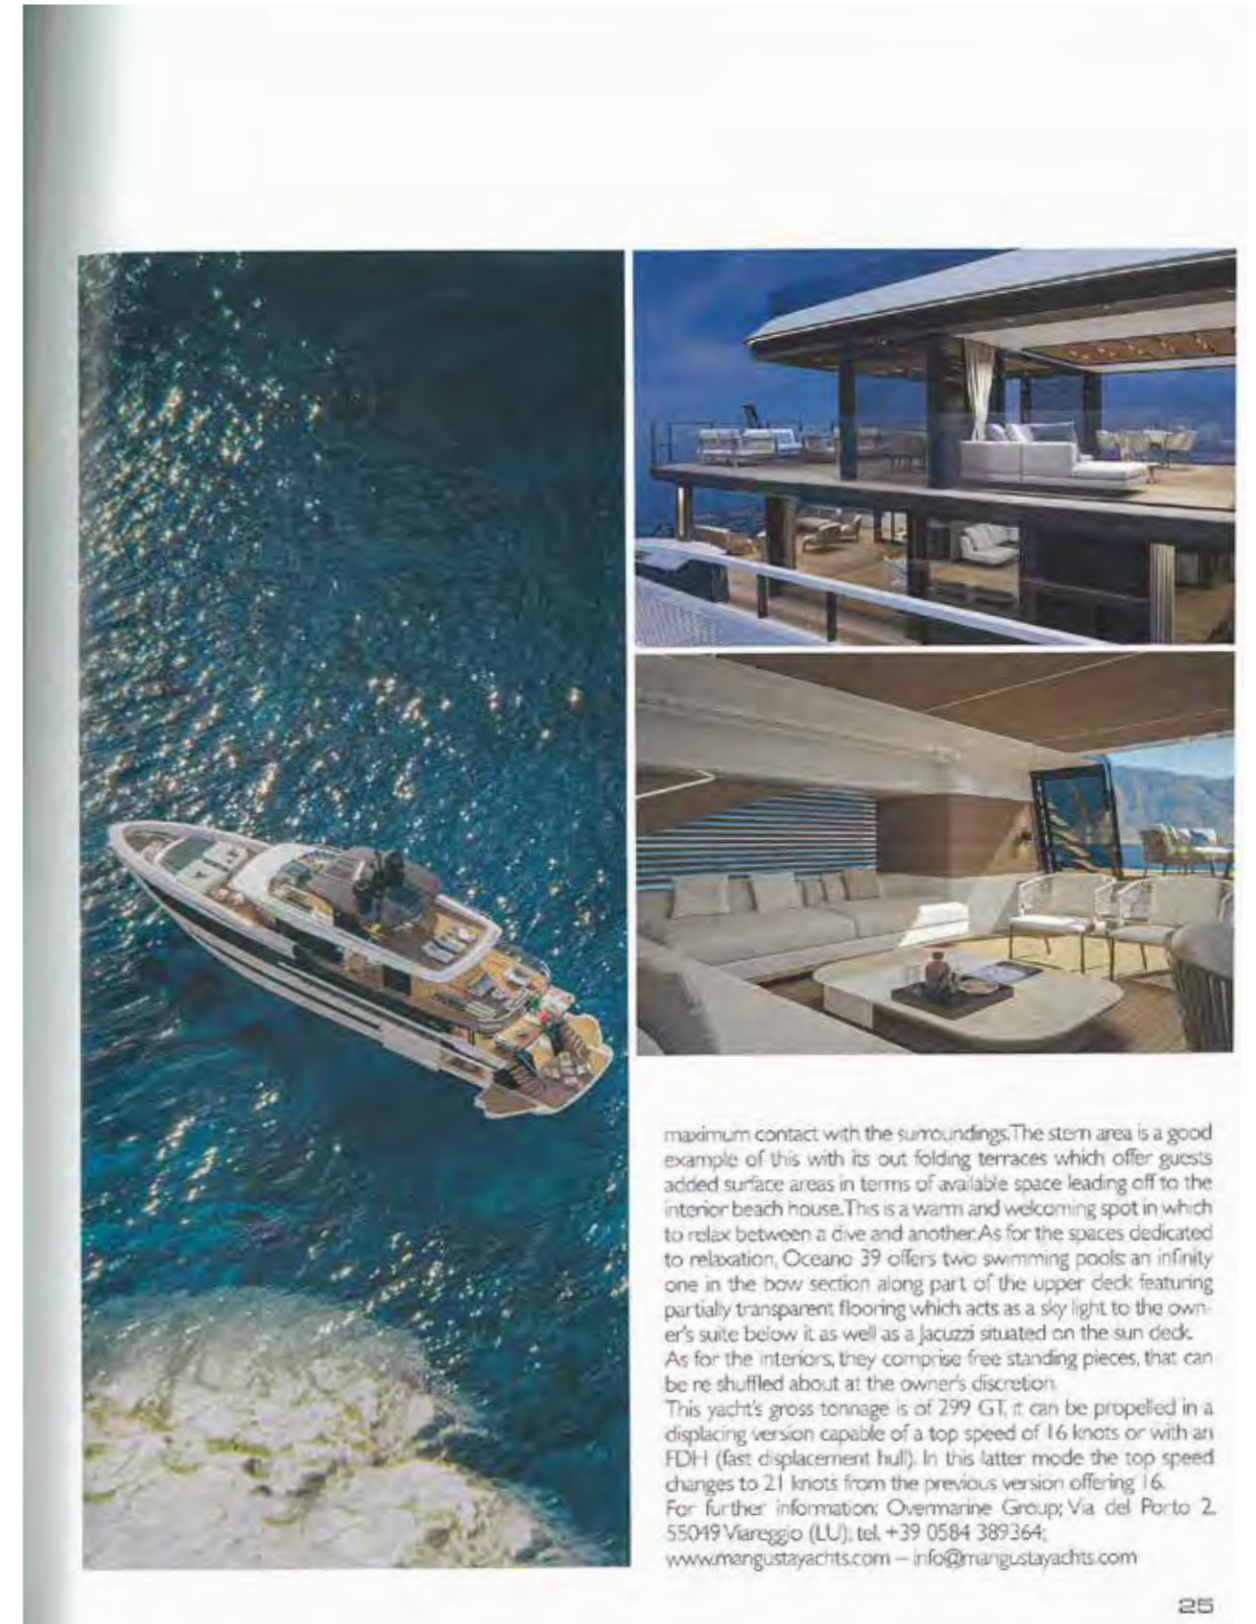 maximum contact with the surroundings.The stern area is a good
example of this with its out folding terraces which offer guests
added surface areas in terms of available space leading off to the
interior beach house.This is a warm and welcoming spot in which
to relax between a dive and another.As for the spaces dedicated
to relaxation, Oceano 39 offers two swimming pools: an infinity
one in the bow section along part of the upper deck featuring
partially transparent flooring which acts as a sky light to the own-
er's suite below it as well as a Jacuzzi situated on the sun deck.
As for the interiors, they comprise free standing pieces, that can
be re shuffled about at the owner's discretion.
This yacht's gross tonnage is of 299 GT, it can be propelled in a
displacing version capable of a top speed of 16 knots or with an
FDH (fast displacement hull). In this latter mode the top speed
changes to 21 knots from the previous version offering 16.
For further information: Overmarine Group; Via del Porto 2,
55049 Viareggio (LU); tel. +39 0584 389364;
www.mangustayachts.com – info@mangustayachts.com
25